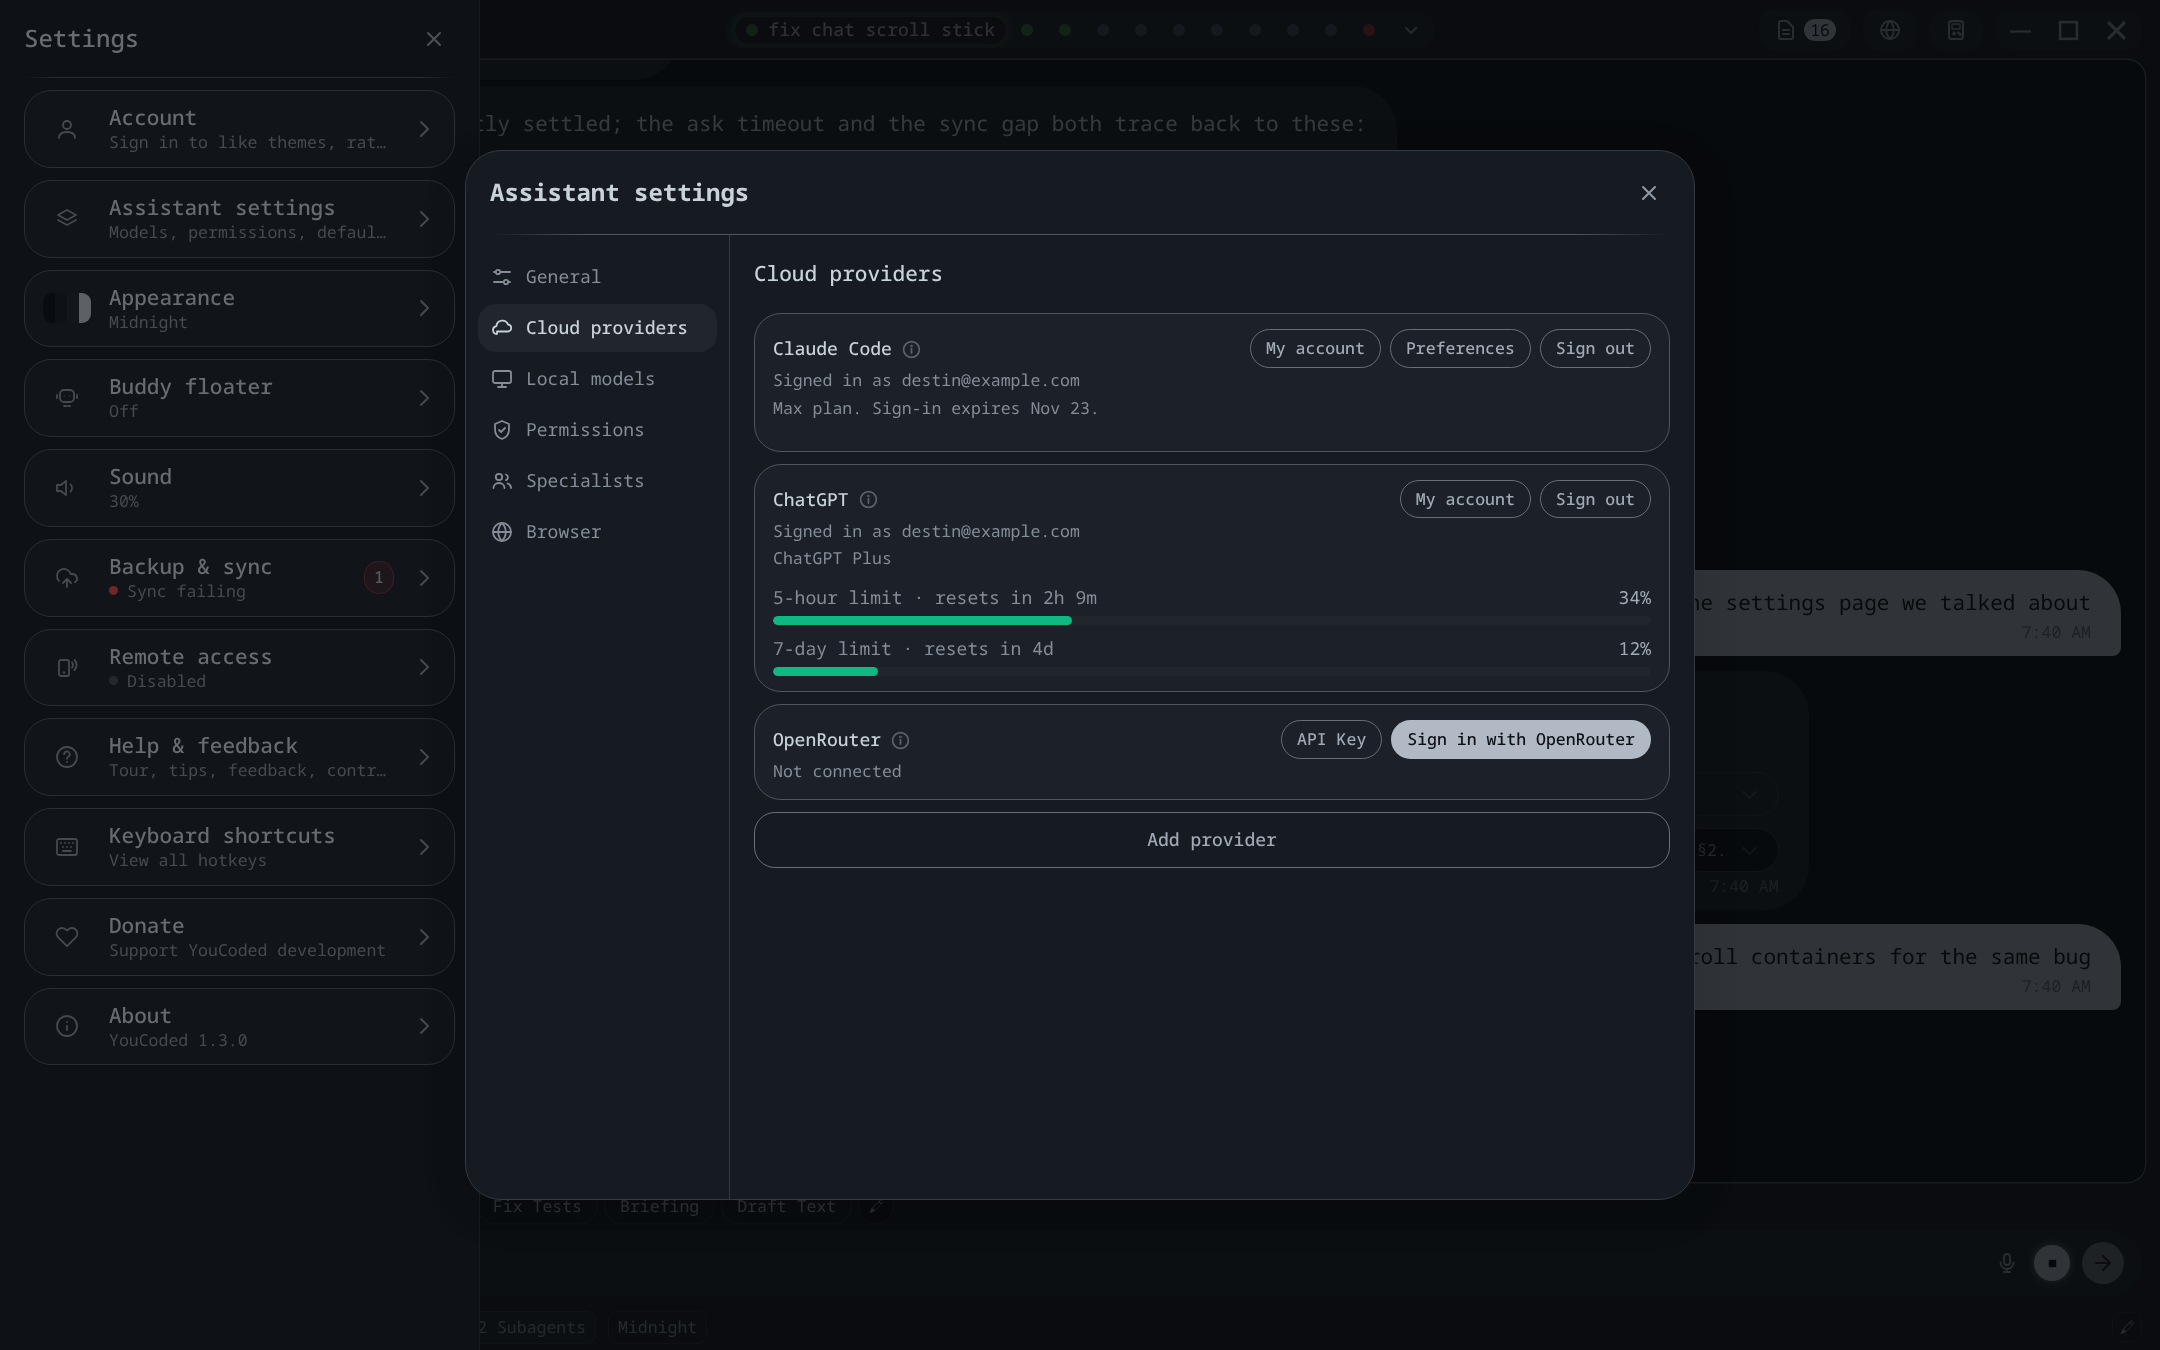 Settings
Account
Sign in to like themes, rat…
Assistant settings
Models, permissions, defaul…
Appearance
Midnight
Buddy floater
Off
Sound
30%
Backup & sync
Sync failing
1
Remote access
Disabled
Help & feedback
Tour, tips, feedback, contr…
Keyboard shortcuts
View all hotkeys
Donate
Support YouCoded development
About
YouCoded 1.3.0
fix chat scroll stick
16
tly settled; the ask timeout and the sync gap both trace back to these:
Assistant settings
General
Cloud providers
Local models
Permissions
Specialists
Browser
Cloud providers
Claude Code
My account
Preferences
Sign out
Signed in as destin@example.com
Max plan. Sign-in expires Nov 23.
ChatGPT
My account
Sign out
Signed in as destin@example.com
ChatGPT Plus
5-hour limit · resets in 2h 9m
34%
7-day limit · resets in 4d
12%
OpenRouter
API Key
Sign in with OpenRouter
Not connected
Add provider
he settings page we talked about
7:40 AM
§2.
7:40 AM
roll containers for the same bug
7:40 AM
Fix Tests
Briefing
Draft Text
2 Subagents
Midnight